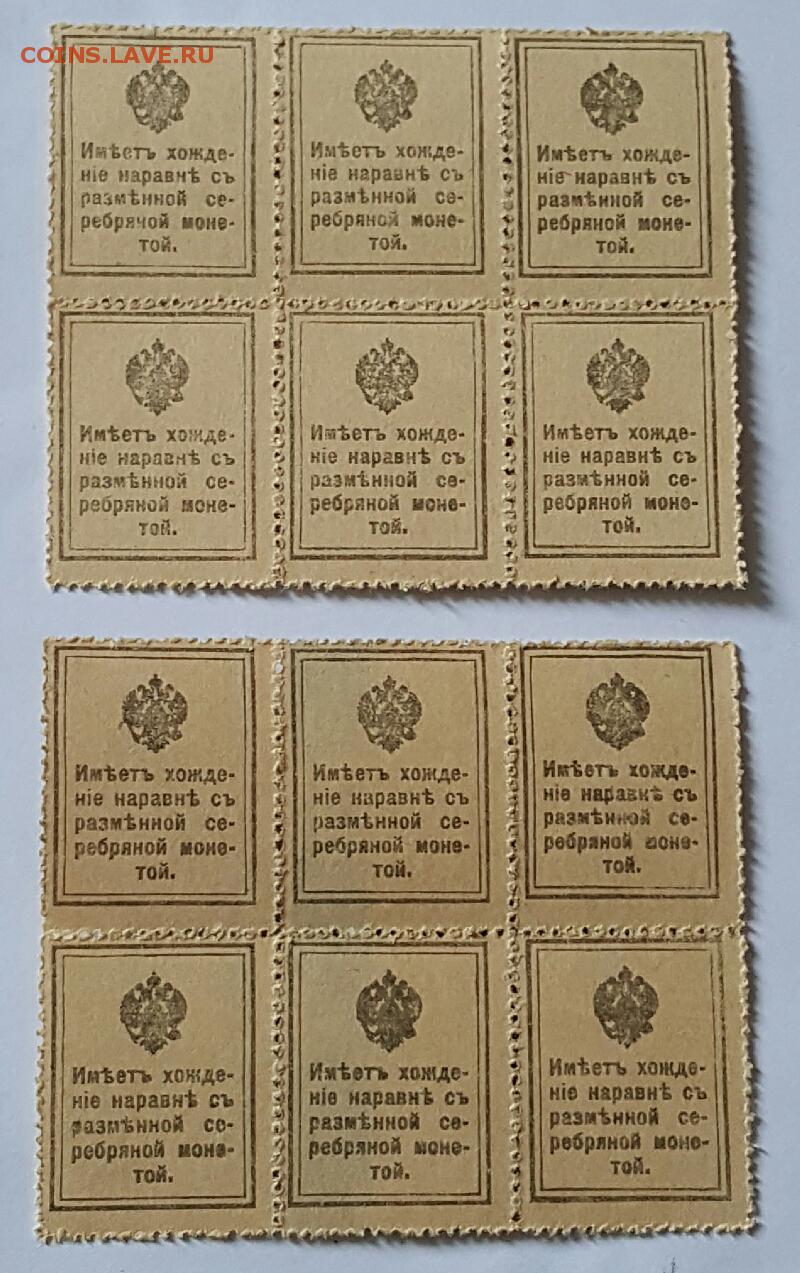 COINS.LAVE.RU
Имѣетъ хожде-
ніе наравнѣ съ
размѣнной се-
ребряной моне-
той.
Имѣетъ хожде-
ніе наравнѣ съ
размѣнной се-
ребряной моне-
той.
Имѣетъ хожде-
ніе наравнѣ съ
размѣнной се-
ребряной моне-
той.
Имѣетъ хожде-
ніе наравнѣ съ
размѣнной се-
ребряной моне-
той.
Имѣетъ хожде-
ніе наравнѣ съ
размѣнной се-
ребряной моне-
той.
Имѣетъ хожде-
ніе наравнѣ съ
размѣнной се-
ребряной моне-
той.
Имѣетъ хожде-
ніе наравнѣ съ
размѣнной се-
ребряной моне-
той.
Имѣетъ хожде-
ніе наравнѣ съ
размѣнной се-
ребряной моне-
той.
Имѣетъ хожде-
ніе наравнѣ съ
размѣнной се-
ребряной моне-
той.
Имѣетъ хожде-
ніе наравнѣ съ
размѣнной се-
ребряной моне-
той.
Имѣетъ хожде-
ніе наравнѣ съ
размѣнной се-
ребряной моне-
той.
Имѣетъ хожде-
ніе наравнѣ съ
размѣнной се-
ребряной моне-
той.